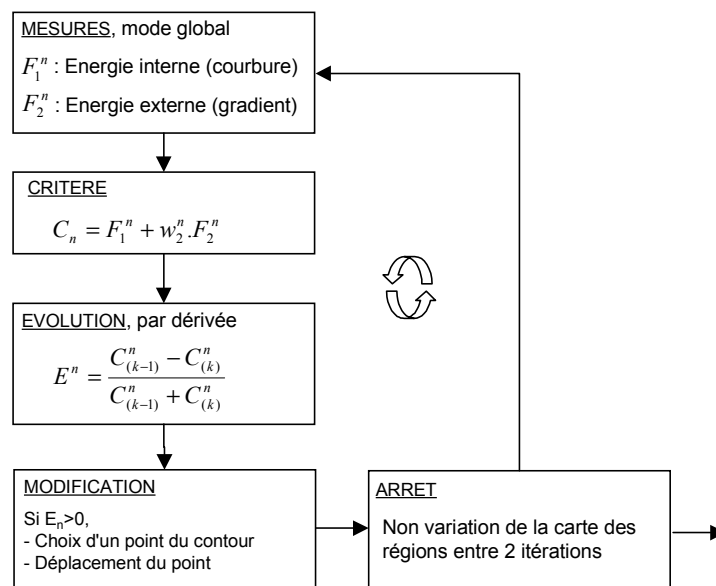 MESURES, mode global
F_1^n : Energie interne (courbure)
F_2^n : Energie externe (gradient)
CRITERE
C_n = F_1^n + w_2^n .F_2^n
EVOLUTION, par dérivée
E^n = \frac{C_{(k-1)}^n - C_{(k)}^n}{C_{(k-1)}^n + C_{(k)}^n}
MODIFICATION
Si E_n>0,
- Choix d'un point du contour
- Déplacement du point
ARRET
Non variation de la carte des
régions entre 2 itérations